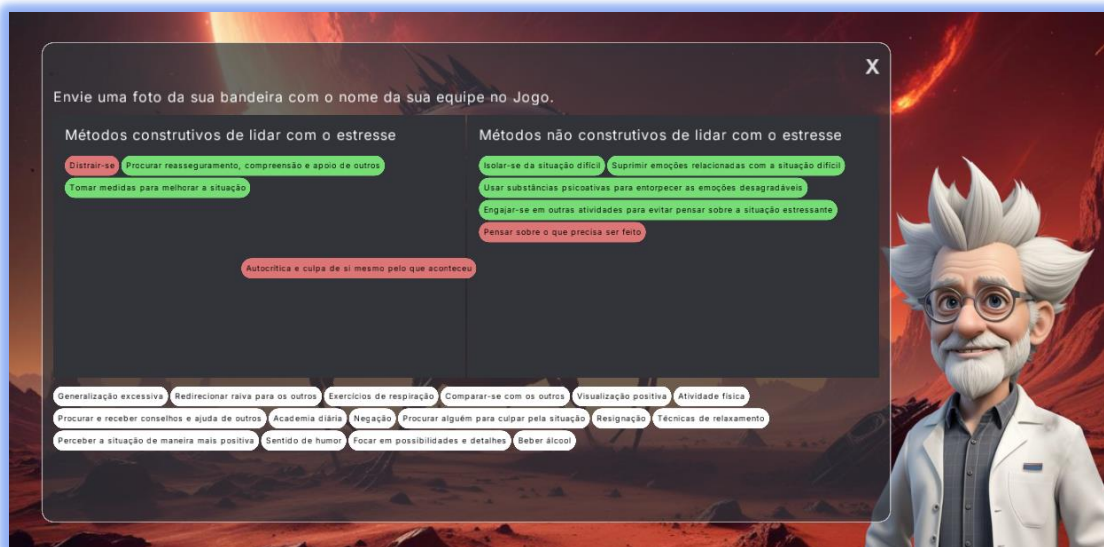 X
Envie uma foto da sua bandeira com o nome da sua equipe no Jogo.
Métodos construtivos de lidar com o estresse
Distrair-se Procurar reasseguramento, compreensão e apoio de outros
Tomar medidas para melhorar a situação
Autocrítica e culpa de si mesmo pelo que aconteceu
Métodos não construtivos de lidar com o estresse
Isolar-se da situação difícil Suprimir emoções relacionadas com a situação difícil
Usar substâncias psicoativas para entorpecer as emoções desagradáveis
Engajar-se em outras atividades para evitar pensar sobre a situação estressante
Pensar sobre o que precisa ser feito
Generalização excessiva Redirecionar raiva para os outros Exercícios de respiração Comparar-se com os outros Visualização positiva Atividade física
Procurar e receber conselhos e ajuda de outros Academia diária Negação Procurar alguém para culpar pela situação Resignação Técnicas de relaxamento
Perceber a situação de maneira mais positiva Sentido de humor Focar em possibilidades e detalhes Beber álcool